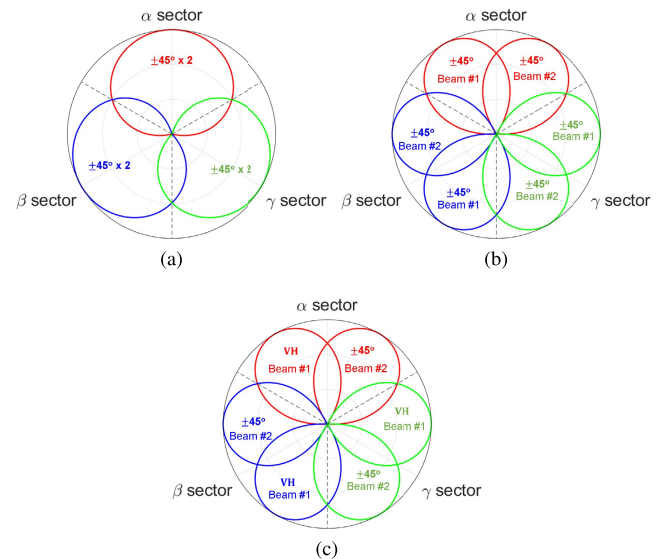 α sector
±45° x 2
±45° x 2
±45° x 2
β sector
γ sector
(a)
α sector
±45°
Beam #1
±45°
Beam #2
±45°
Beam #2
±45°
Beam #1
±45°
Beam #1
±45°
Beam #2
β sector
γ sector
(b)
α sector
VH
Beam #1
±45°
Beam #2
±45°
Beam #2
VH
Beam #1
VH
Beam #1
±45°
Beam #2
β sector
γ sector
(c)